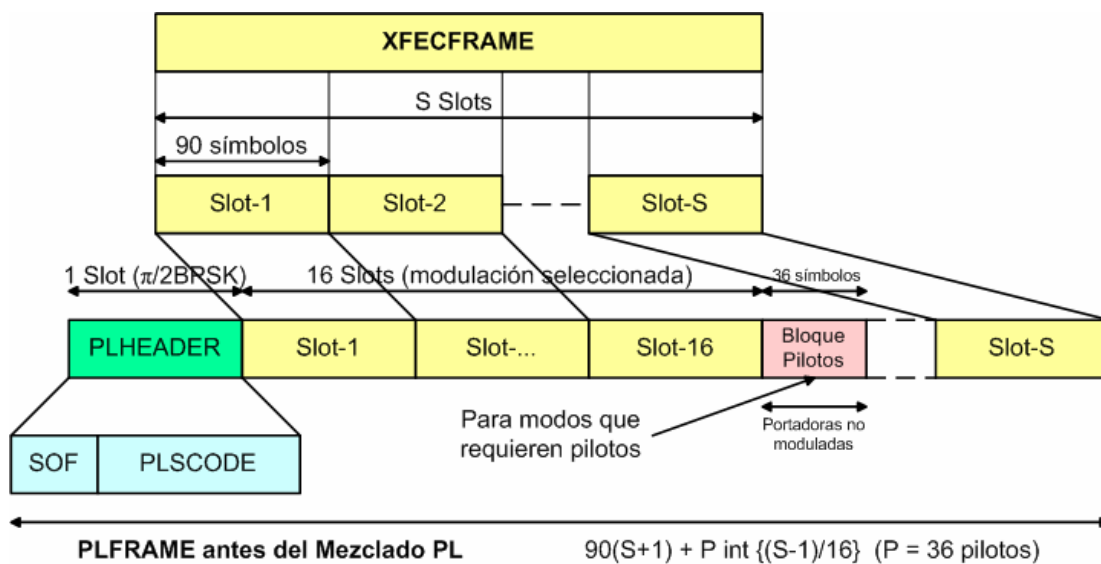 XFECFRAME
S Slots
90 símbolos
Slot-1 Slot-2 Slot-S
1 Slot (π/2BPSK) 16 Slots (modulación seleccionada) 36 símbolos
PLHEADER Slot-1 Slot-... Slot-16 Bloque Pilotos Slot-S
Para modos que
requieren pilotos
Portadoras no
moduladas
SOF PLSCODE
PLFRAME antes del Mezclado PL 90(S+1) + P int {(S-1)/16} (P = 36 pilotos)